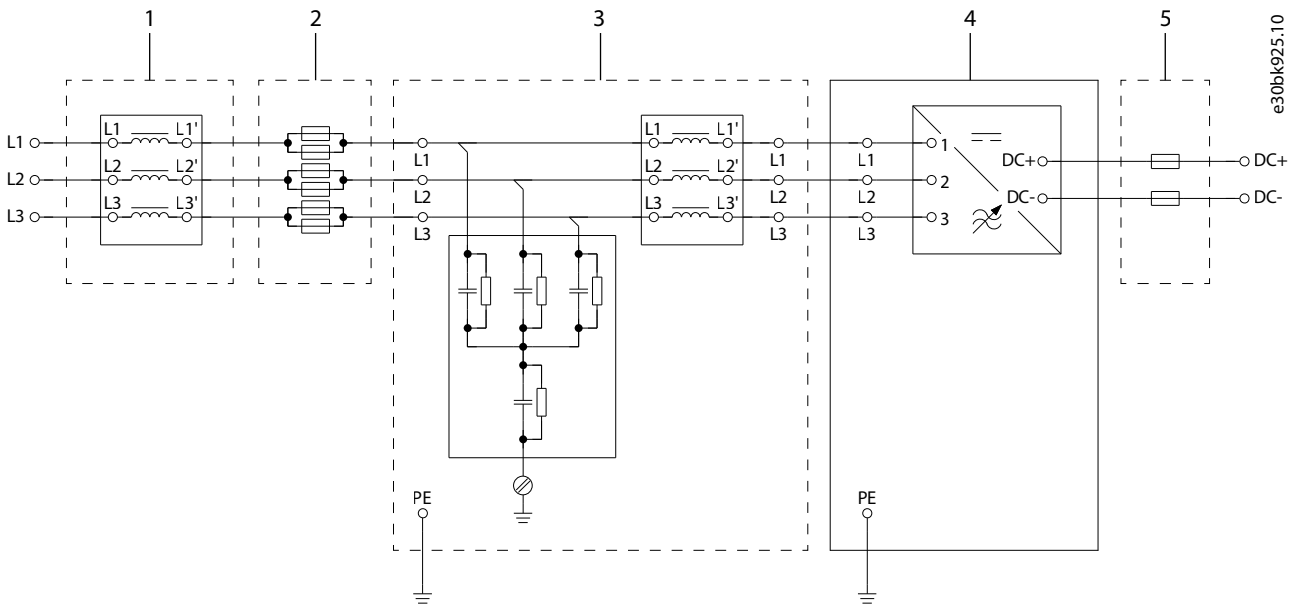 1 2 3 4 5
e30bk925.10
L1 L1 L1' L1 L1' 1
L1 L1 L1 DC+ DC+
L2 L2 L2' L2 L2' 2
L2 L2 L2 DC- DC-
L3 L3 L3' L3 L3' 3
L3 L3 L3
PE PE